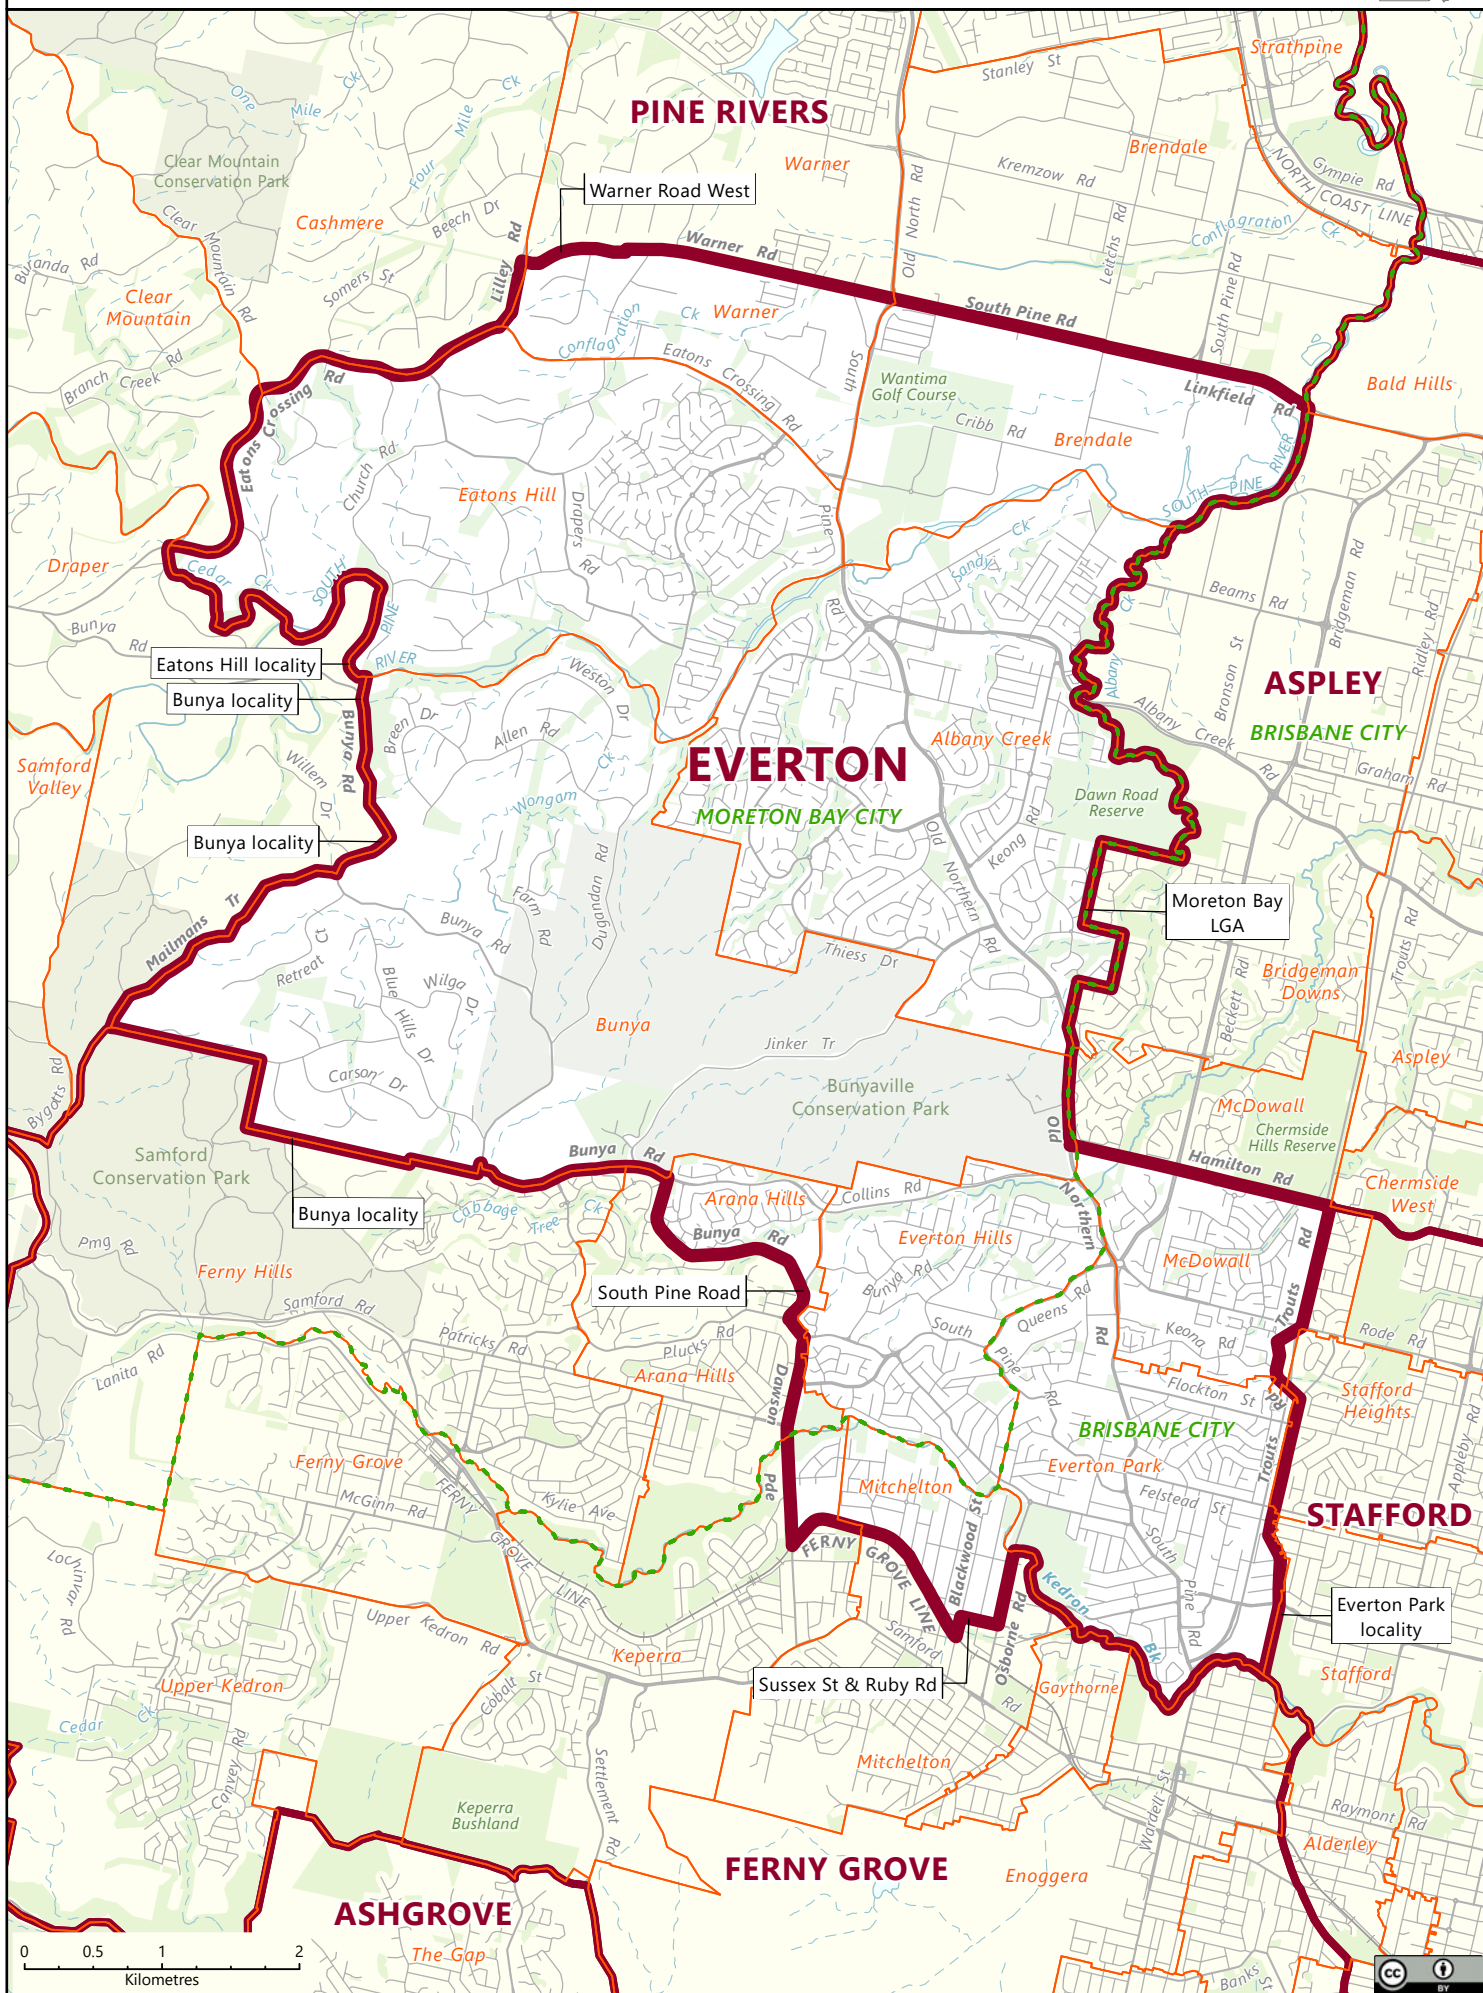 Strathpine
Stanley St
PINE RIVERS
One
Mile
Ck
Four
Mile
Ck
Clear Mountain
Conservation Park
Warner
Old North Rd
Kremzow Rd
Brendale
Gympie Rd
NORTH COAST LINE
Warner Road West
Cashmere
Beech Dr
Clear Mountain Rd
Lilley Rd
Warner Rd
Leitchs Rd
Conflagration
Ck
Buranda Rd
Somers St
Clear
Mountain
Conflagration
Ck
Warner
South Pine Rd
South Pine Rd
Branch Creek Rd
Eatons Crossing Rd
Eatons Crossing Rd
South
Pine
Rd
Wantima
Golf Course
Linkfield Rd
Bald Hills
Cribb Rd
Brendale
Church Rd
Eatons Hill
Drapers Rd
SOUTH PINE RIVER
Draper
Cedar
Ck
SOUTH
PINE
RIVER
Sandy
Ck
Beams Rd
Bridgeman Rd
Ridley Rd
Bunya
Rd
Eatons Hill locality
Bunya locality
Albany
Ck
Bronson St
ASPLEY
BRISBANE CITY
Weston Dr
Breen Dr
Allen Rd
Ck
Wongam
Bunya Rd
Willem Dr
Samford
Valley
EVERTON
MORETON BAY CITY
Albany Creek
Albany Creek Rd
Graham Rd
Dawn Road
Reserve
Bunya locality
Old Northern Rd
Keong Rd
Dugandan Rd
Farm Rd
Bunya Rd
Mailmans Tr
Moreton Bay
LGA
Trouts Rd
Retreat Ct
Blue Hills Dr
Wilga Dr
Thiess Dr
Beckett Rd
Bridgeman
Downs
Bunya
Jinker Tr
Bunyaville
Conservation Park
Carson Dr
Bygotts Rd
Aspley
McDowall
Chermside
Hills Reserve
Samford
Conservation Park
Old
Northern
Rd
Bunya Rd
Hamilton Rd
Bunya locality
Cabbage
Tree
Ck
Arana Hills
Collins Rd
Chermside
West
Pmg Rd
Ferny Hills
Bunya Rd
Everton Hills
McDowall
Trouts Rd
South Pine Road
Bunya Rd
Samford Rd
Patricks Rd
Plucks Rd
South
Pine
Rd
Queens Rd
Keona Rd
Rode Rd
Lanita Rd
Arana Hills
Dawson
Pde
Flockton St
Rd
Stafford
Heights
Appleby Rd
BRISBANE CITY
Ferny Grove
McGinn Rd
FERNY
GROVE
LINE
Kylie Ave
Mitchelton
Everton Park
Trouts
Felstead St
STAFFORD
Lochinvar Rd
FERNY GROVE LINE
Blackwood St
Kedron
Bk
South
Pine Rd
Everton Park
locality
Upper Kedron Rd
Keperra
Samford
Rd
Osborne Rd
Sussex St & Ruby Rd
Gaythorne
Stafford
Upper Kedron
Cobalt St
Cedar
Ck
Canvey Rd
Settlement Rd
Mitchelton
Wardell St
Keperra
Bushland
Raymont Rd
Alderley
FERNY GROVE
Enoggera
ASHGROVE
The Gap
Banks St
0 0.5 1 2
Kilometres
CC
BY